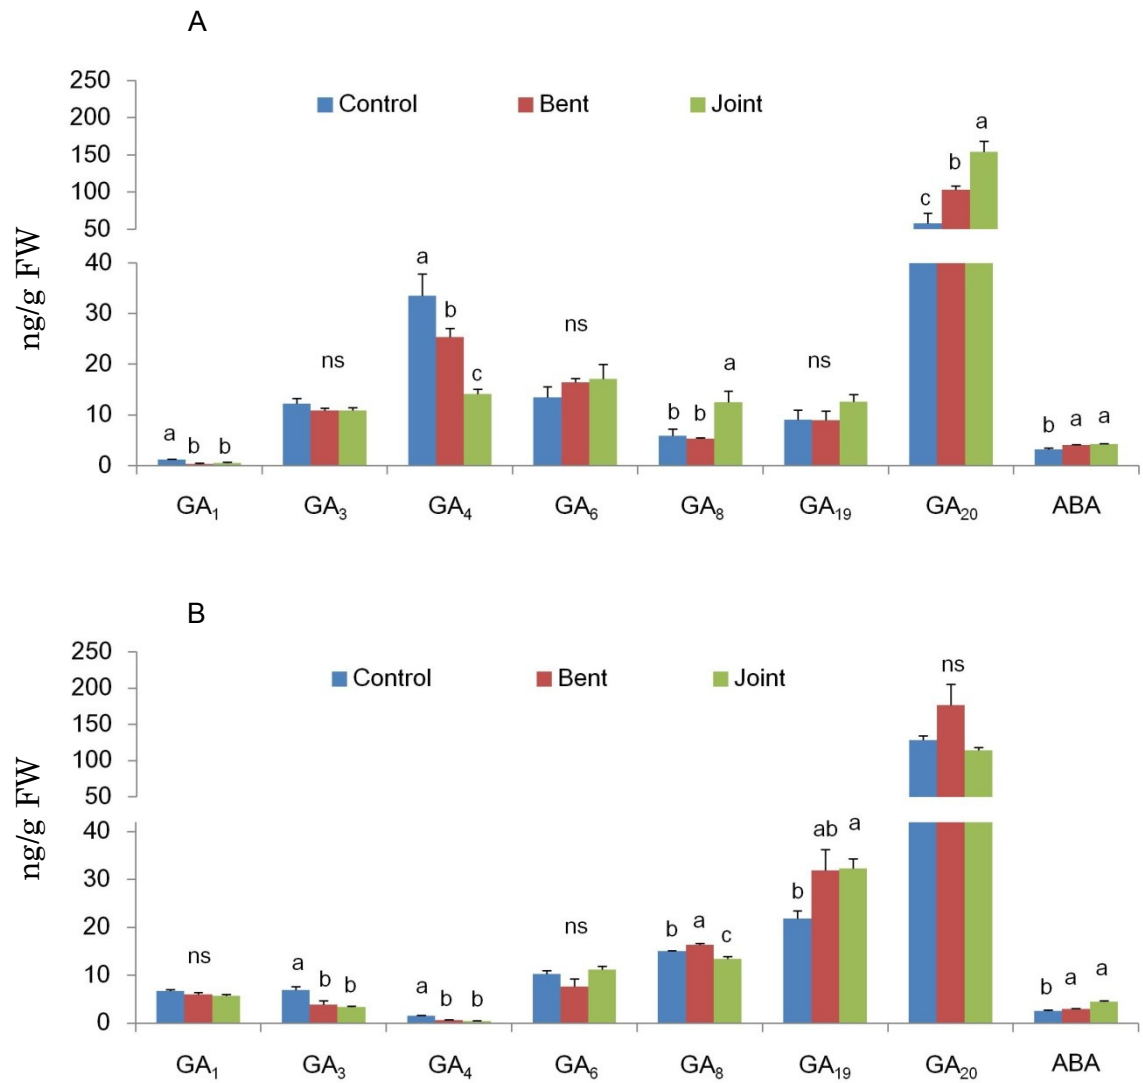 A
250
200
150
100
50
40
30
20
10
0
ng/g FW
Control Bent Joint
a b b
ns
a b c
ns
b b a
ns
c b a
b a a
GA₁ GA₃ GA₄ GA₆ GA₈ GA₁₉ GA₂₀ ABA
B
250
200
150
100
50
40
30
20
10
0
ng/g FW
Control Bent Joint
ns
a b b
a b b
ns
b a c
b ab a
ns
b a a
GA₁ GA₃ GA₄ GA₆ GA₈ GA₁₉ GA₂₀ ABA